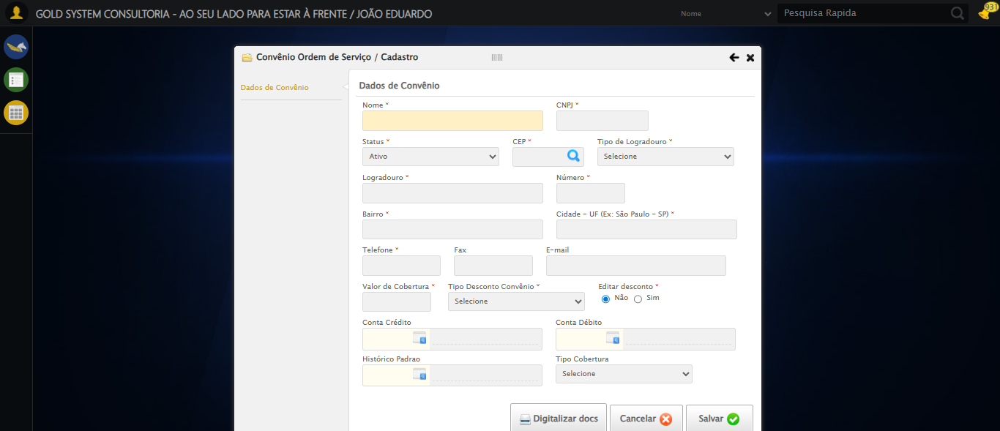 GOLD SYSTEM CONSULTORIA - AO SEU LADO PARA ESTAR À FRENTE / JOÃO EDUARDO
Nome
Pesquisa Rapida
931
Convênio Ordem de Serviço / Cadastro
Dados de Convênio
Dados de Convênio
Nome * CNPJ *
Status * CEP * Tipo de Logradouro *
Ativo Selecione
Logradouro * Número *
Bairro * Cidade - UF (Ex: São Paulo - SP) *
Telefone * Fax E-mail
Valor de Cobertura * Tipo Desconto Convênio * Editar desconto *
Selecione Não Sim
Conta Crédito Conta Débito
Histórico Padrao Tipo Cobertura
Selecione
Digitalizar docs Cancelar Salvar